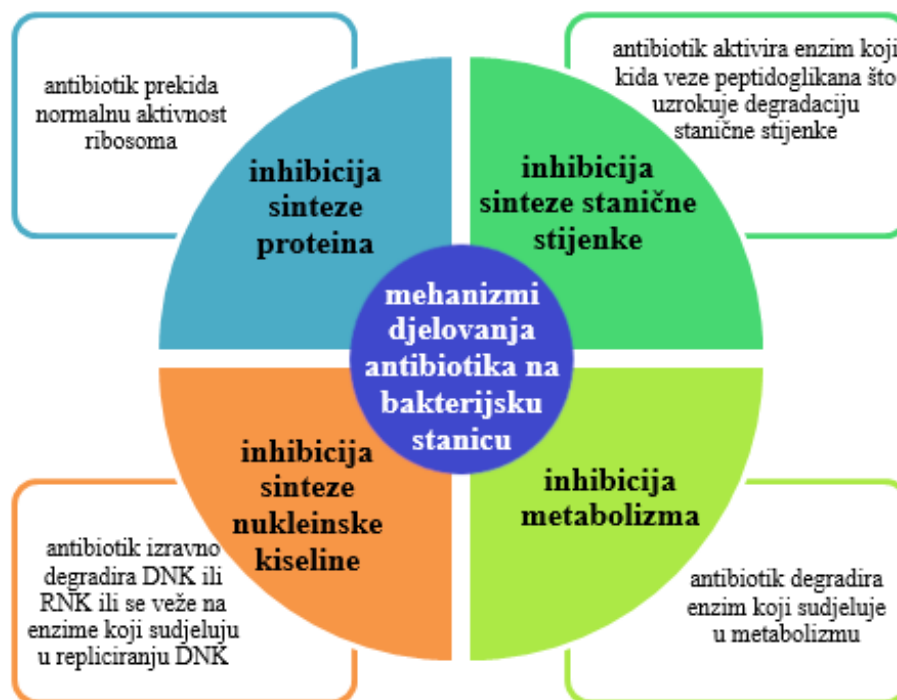 antibiotik prekida
normalnu aktivnost
ribosoma
antibiotik aktivira enzim koji
kida veze peptidoglikana što
uzrokuje degradaciju
stanične stijenke
inhibicija
sinteze
proteina
inhibicija
sinteze stanične
stijenke
mehanizmi
djelovanja
antibiotika na
bakterijsku
stanicu
inhibicija
sinteze
nukleinske
kiseline
inhibicija
metabolizma
antibiotik izravno
degradira DNK ili
RNK ili se veže na
enzime koji sudjeluju
u repliciranju DNK
antibiotik degradira
enzim koji sudjeluje
u metabolizmu